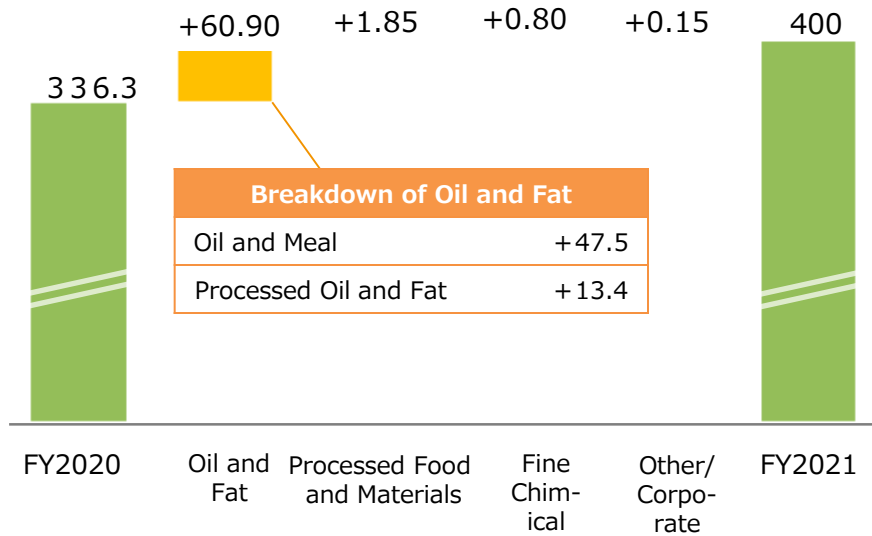 +60.90 +1.85 +0.80 +0.15 400
336.3
Breakdown of Oil and Fat
Oil and Meal +47.5
Processed Oil and Fat +13.4
FY2020
Oil and
Fat
Processed Food
and Materials
Fine
Chim-
ical
Other/
Corpo-
rate
FY2021